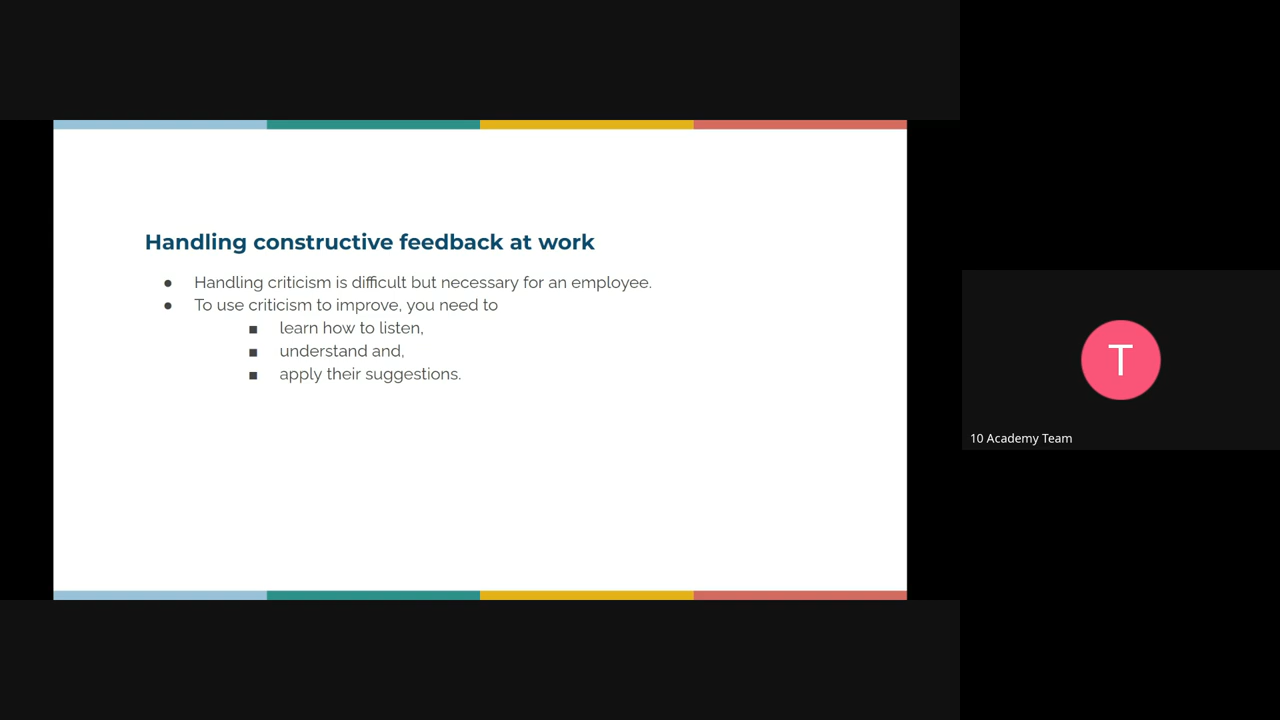 Handling constructive feedback at work
● Handling criticism is difficult but necessary for an employee.
● To use criticism to improve, you need to
■ learn how to listen,
■ understand and,
■ apply their suggestions.
T
10 Academy Team